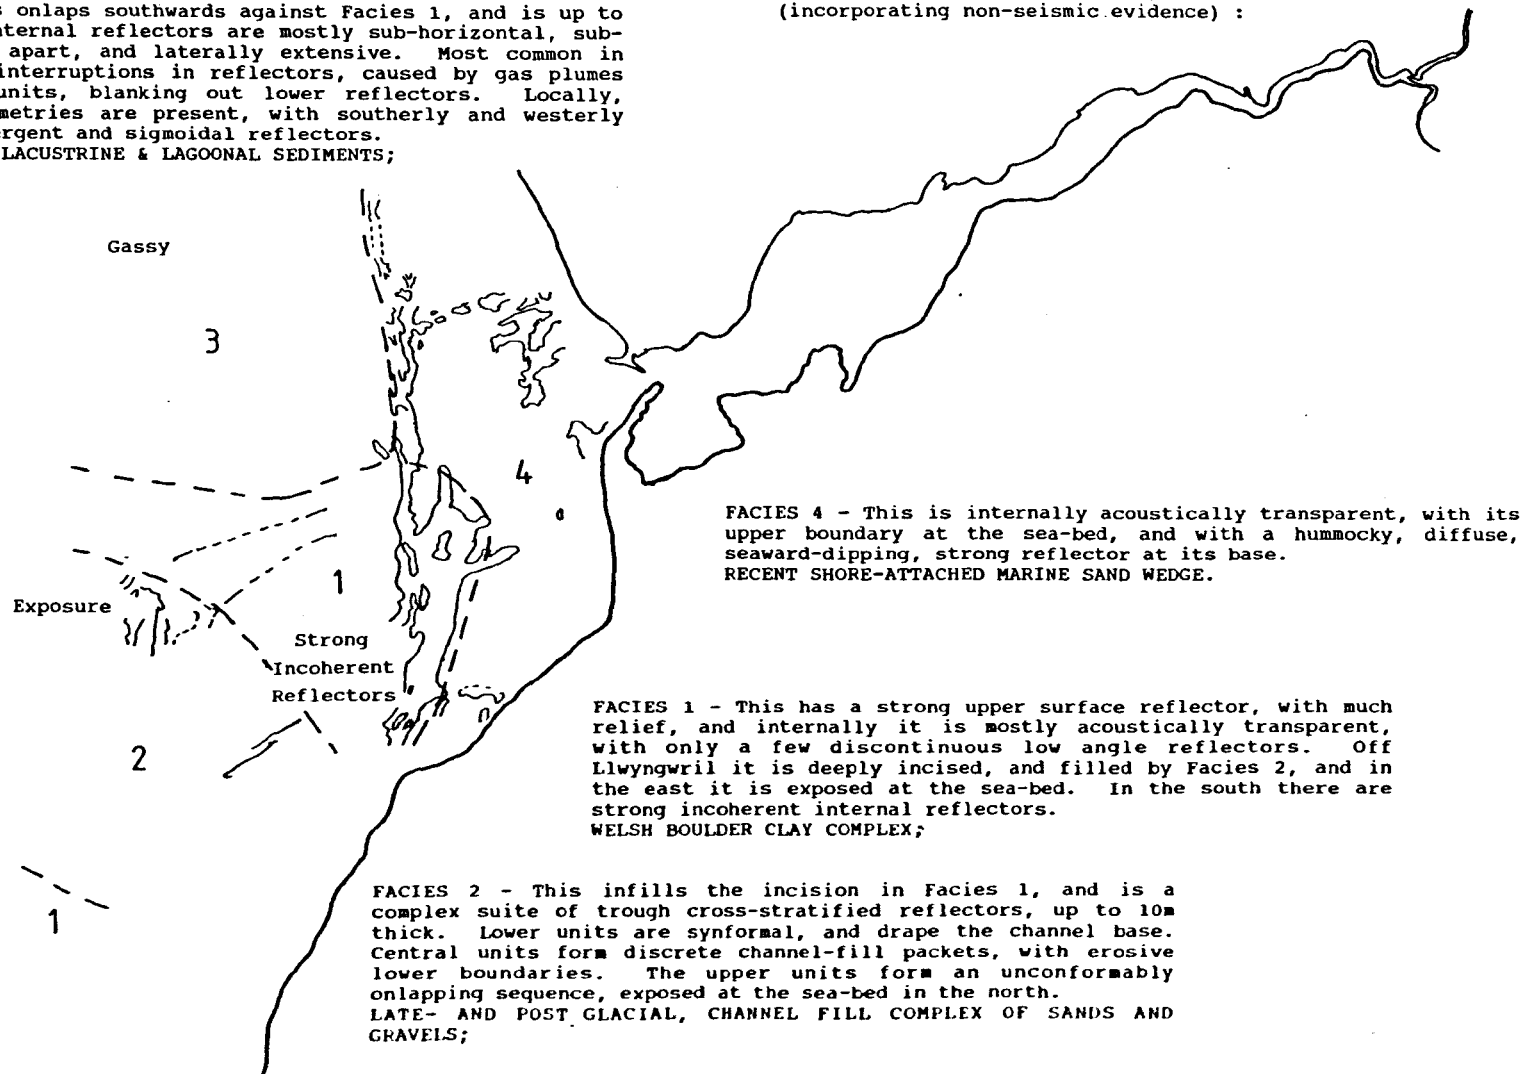 s onlaps southwards against Facies 1, and is up to
nternal reflectors are mostly sub-horizontal, sub-
apart, and laterally extensive. Most common in
interruptions in reflectors, caused by gas plumes
units, blanking out lower reflectors. Locally,
metries are present, with southerly and westerly
ergent and sigmoidal reflectors.
LACUSTRINE & LAGOONAL SEDIMENTS;
(incorporating non-seismic evidence) :
Gassy
3
4
FACIES 4 - This is internally acoustically transparent, with its
upper boundary at the sea-bed, and with a hummocky, diffuse,
seaward-dipping, strong reflector at its base.
RECENT SHORE-ATTACHED MARINE SAND WEDGE.
1
Exposure
Strong
Incoherent
Reflectors
2
FACIES 1 - This has a strong upper surface reflector, with much
relief, and internally it is mostly acoustically transparent,
with only a few discontinuous low angle reflectors. Off
Llwyngwril it is deeply incised, and filled by Facies 2, and in
the east it is exposed at the sea-bed. In the south there are
strong incoherent internal reflectors.
WELSH BOULDER CLAY COMPLEX;
1
FACIES 2 - This infills the incision in Facies 1, and is a
complex suite of trough cross-stratified reflectors, up to 10m
thick. Lower units are synformal, and drape the channel base.
Central units form discrete channel-fill packets, with erosive
lower boundaries. The upper units form an unconformably
onlapping sequence, exposed at the sea-bed in the north.
LATE- AND POST GLACIAL, CHANNEL FILL COMPLEX OF SANDS AND
GRAVELS;